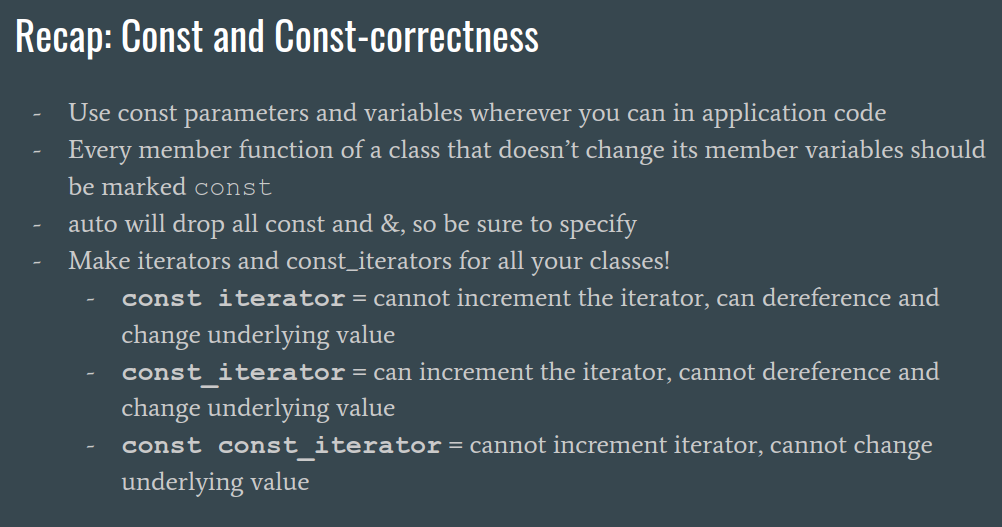 Recap: Const and Const-correctness
- Use const parameters and variables wherever you can in application code
- Every member function of a class that doesn’t change its member variables should
be marked const
- auto will drop all const and &, so be sure to specify
- Make iterators and const_iterators for all your classes!
- const iterator = cannot increment the iterator, can dereference and
change underlying value
- const_iterator = can increment the iterator, cannot dereference and
change underlying value
- const const_iterator = cannot increment iterator, cannot change
underlying value